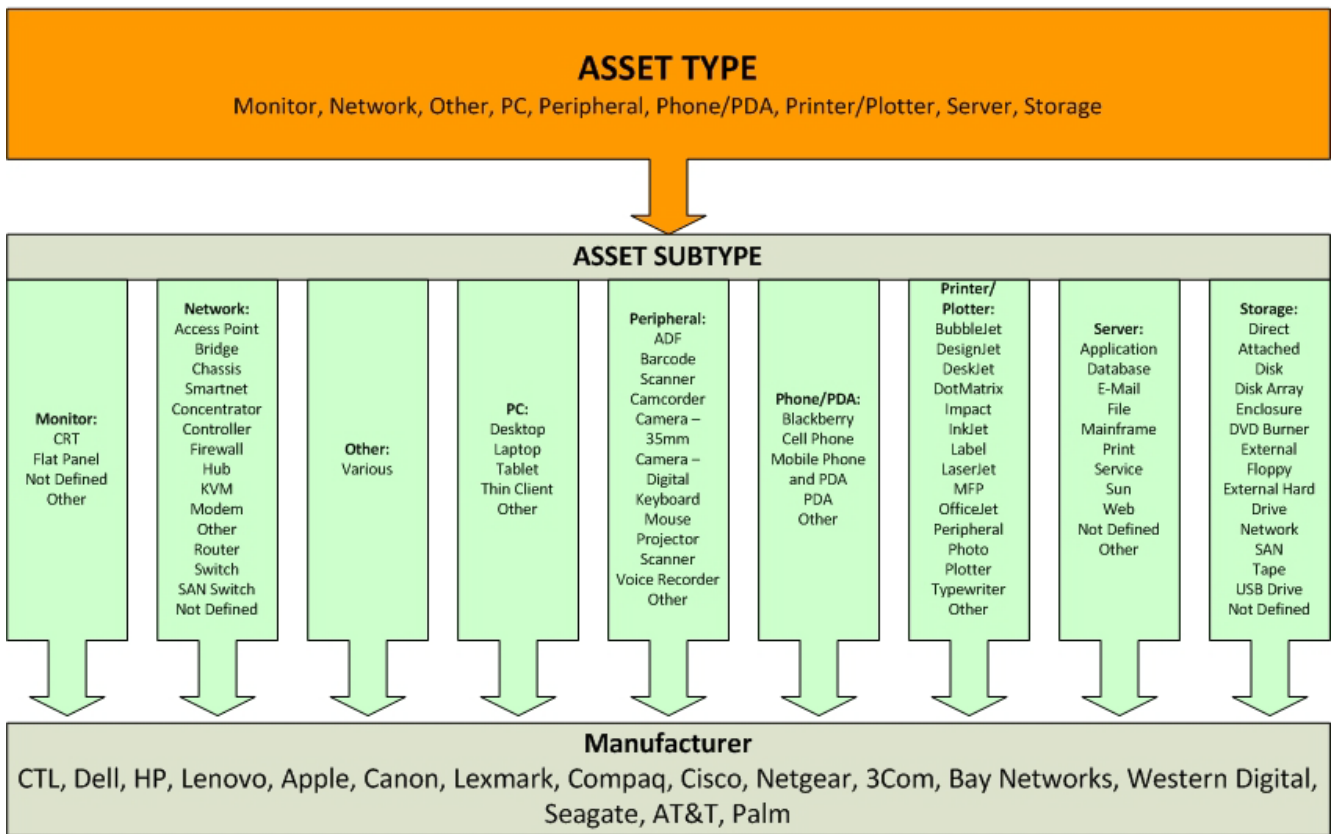 ASSET TYPE
Monitor, Network, Other, PC, Peripheral, Phone/PDA, Printer/Plotter, Server, Storage
ASSET SUBTYPE
Monitor:
CRT
Flat Panel
Not Defined
Other
Network:
Access Point
Bridge
Chassis
Smartnet
Concentrator
Controller
Firewall
Hub
KVM
Modem
Other
Router
Switch
SAN Switch
Not Defined
Other:
Various
PC:
Desktop
Laptop
Tablet
Thin Client
Other
Peripheral:
ADF
Barcode
Scanner
Camcorder
Camera –
35mm
Camera –
Digital
Keyboard
Mouse
Projector
Scanner
Voice Recorder
Other
Phone/PDA:
Blackberry
Cell Phone
Mobile Phone
and PDA
PDA
Other
Printer/
Plotter:
BubbleJet
DesignJet
DeskJet
DotMatrix
Impact
InkJet
Label
LaserJet
MFP
OfficeJet
Peripheral
Photo
Plotter
Typewriter
Other
Server:
Application
Database
E-Mail
File
Mainframe
Print
Service
Sun
Web
Not Defined
Other
Storage:
Direct
Attached
Disk
Disk Array
Enclosure
DVD Burner
External
Floppy
External Hard
Drive
Network
SAN
Tape
USB Drive
Not Defined
Manufacturer
CTL, Dell, HP, Lenovo, Apple, Canon, Lexmark, Compaq, Cisco, Netgear, 3Com, Bay Networks, Western Digital,
Seagate, AT&T, Palm